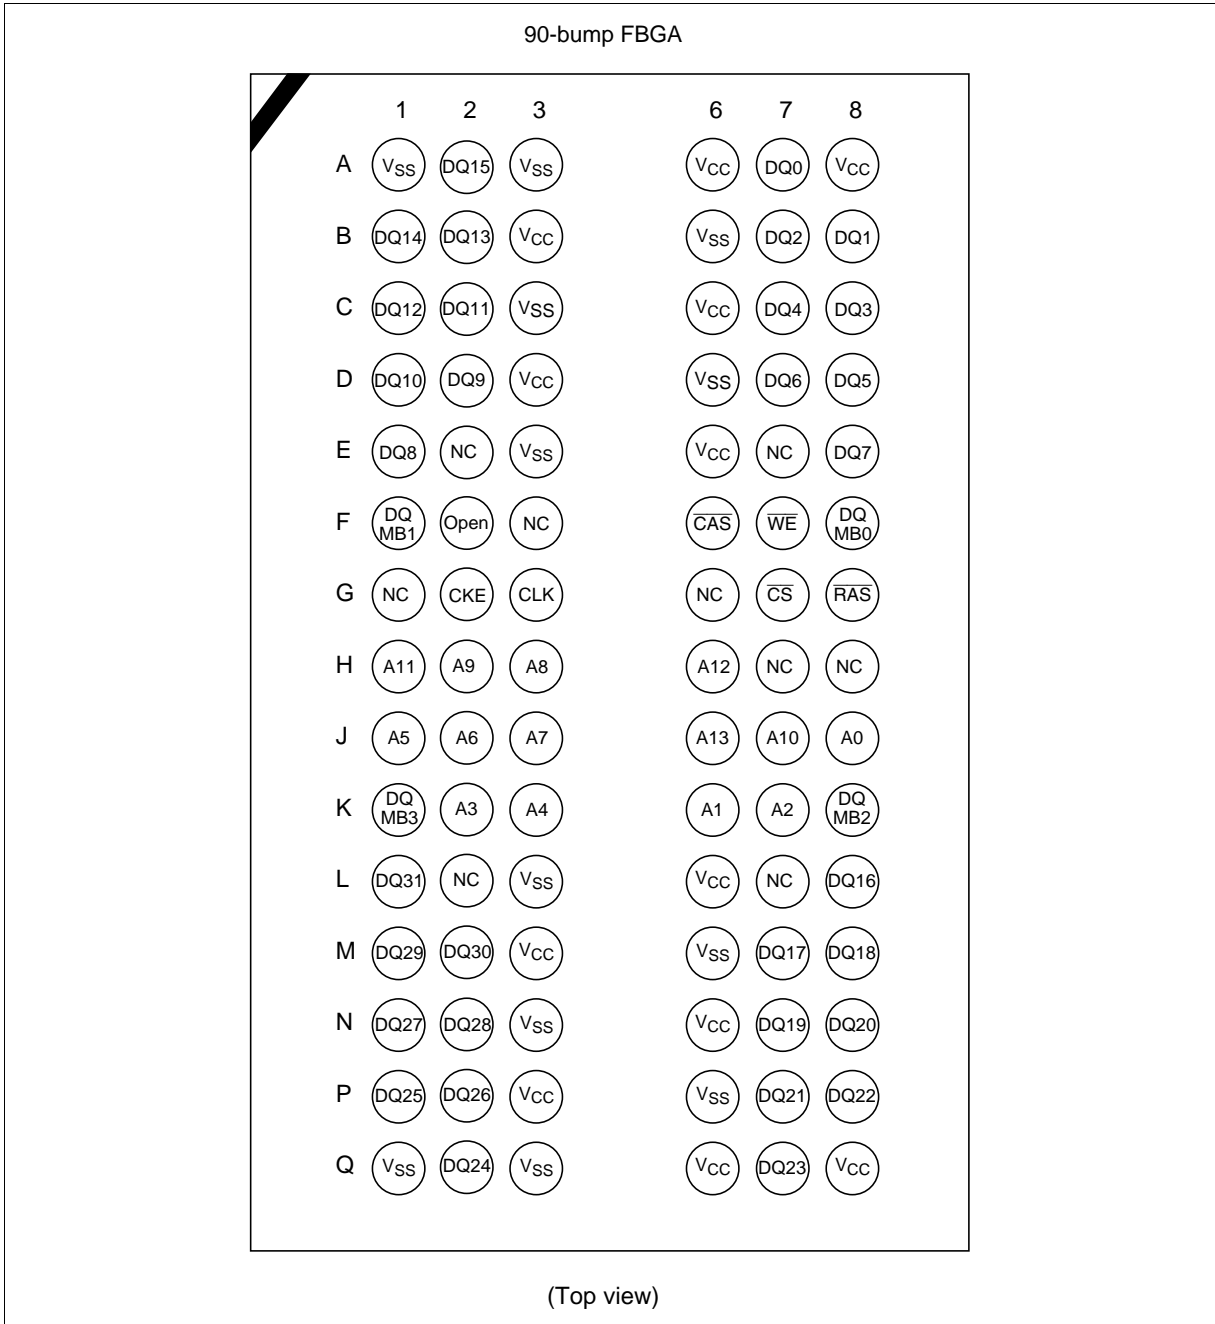 90-bump FBGA
1 2 3 6 7 8
A VSS DQ15 VSS VCC DQ0 VCC
B DQ14 DQ13 VCC VSS DQ2 DQ1
C DQ12 DQ11 VSS VCC DQ4 DQ3
D DQ10 DQ9 VCC VSS DQ6 DQ5
E DQ8 NC VSS VCC NC DQ7
F DQ MB1 Open NC CAS WE DQ MB0
G NC CKE CLK NC CS RAS
H A11 A9 A8 A12 NC NC
J A5 A6 A7 A13 A10 A0
K DQ MB3 A3 A4 A1 A2 DQ MB2
L DQ31 NC VSS VCC NC DQ16
M DQ29 DQ30 VCC VSS DQ17 DQ18
N DQ27 DQ28 VSS VCC DQ19 DQ20
P DQ25 DQ26 VCC VSS DQ21 DQ22
Q VSS DQ24 VSS VCC DQ23 VCC
(Top view)